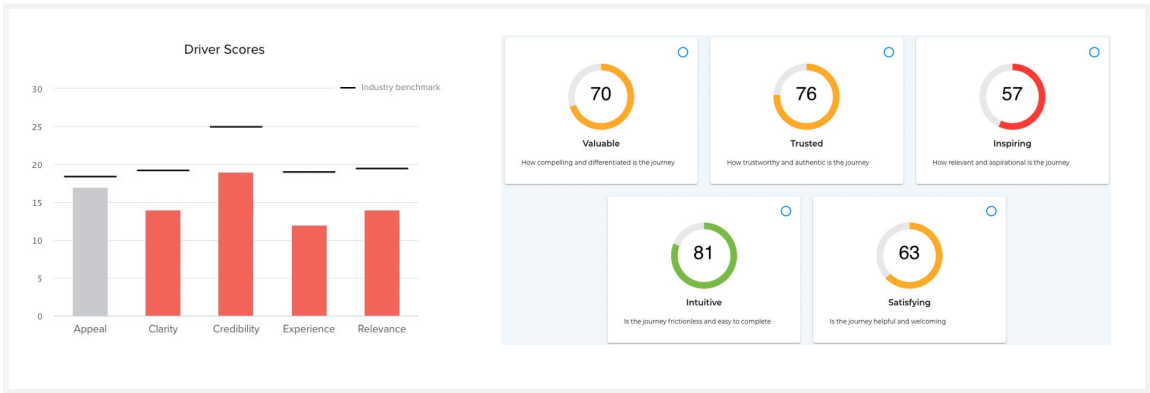 Driver Scores
Industry benchmark
30
25
20
15
10
5
0
Appeal
Clarity
Credibility
Experience
Relevance
70
Valuable
How compelling and differentiated is the journey
76
Trusted
How trustworthy and authentic is the journey
57
Inspiring
How relevant and aspirational is the journey
81
Intuitive
Is the journey frictionless and easy to complete
63
Satisfying
Is the journey helpful and welcoming